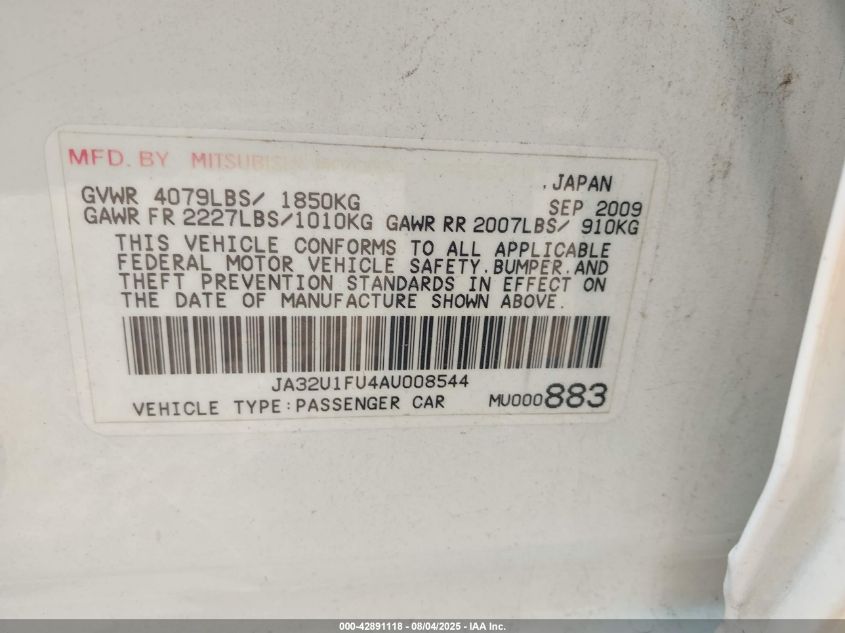 MFD. BY MITSUBISHI
JAPAN
GVWR 4079LBS/ 1850KG SEP 2009
GAWR FR 2227LBS/1010KG GAWR RR 2007LBS/ 910KG
THIS VEHICLE CONFORMS TO ALL APPLICABLE
FEDERAL MOTOR VEHICLE SAFETY, BUMPER, AND
THEFT PREVENTION STANDARDS IN EFFECT ON
THE DATE OF MANUFACTURE SHOWN ABOVE.
JA32U1FU4AU008544
VEHICLE TYPE:PASSENGER CAR MU000883
000-42891118 - 08/04/2025 - IAA Inc.